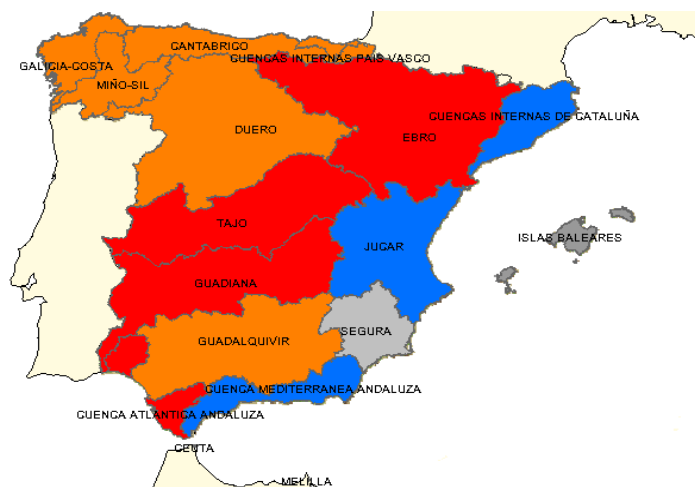 CANTABRICO
CUENCAS INTERNAS PAIS VASCO
GALICIA-COSTA
MIÑO-SIL
CUENCAS INTERNAS DE CATALUÑA
DUERO
EBRO
TAJO
ISLAS BALEARES
JUCAR
GUADIANA
SEGURA
GUADALQUIVIR
CUENCA MEDITERRANEA ANDALUZA
CUENCA ATLANTICA ANDALUZA
CEUTA
MELILLA